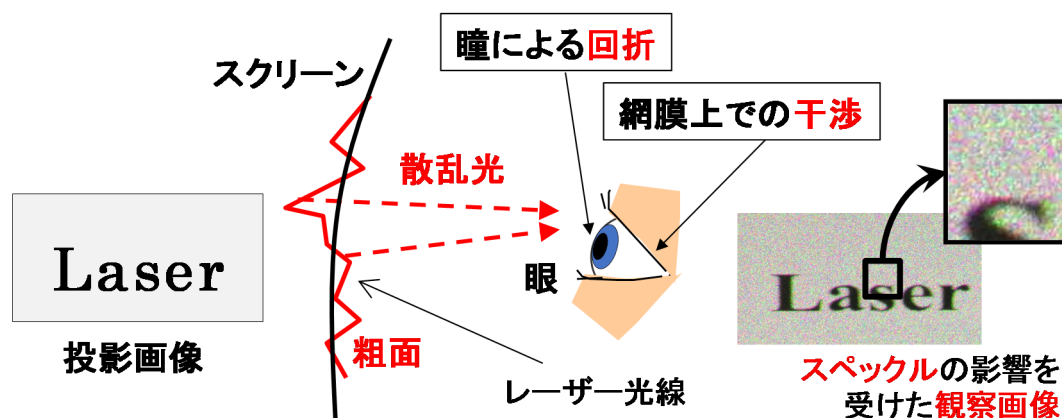 瞳による回折
スクリーン
網膜上での干渉
散乱光
Laser
眼
Laser
投影画像
粗面
レーザー光線
スペックルの影響を
受けた観察画像